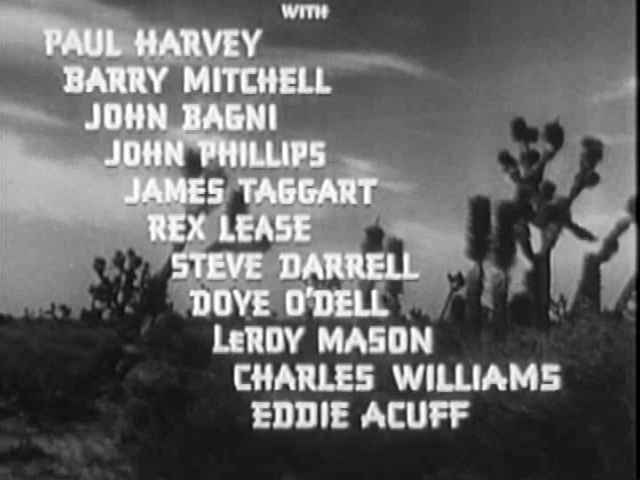 WITH
PAUL HARVEY
BARRY MITCHELL
JOHN BAGNI
JOHN PHILLIPS
JAMES TAGGART
REX LEASE
STEVE DARRELL
DOYE O'DELL
LEROY MASON
CHARLES WILLIAMS
EDDIE ACUFF